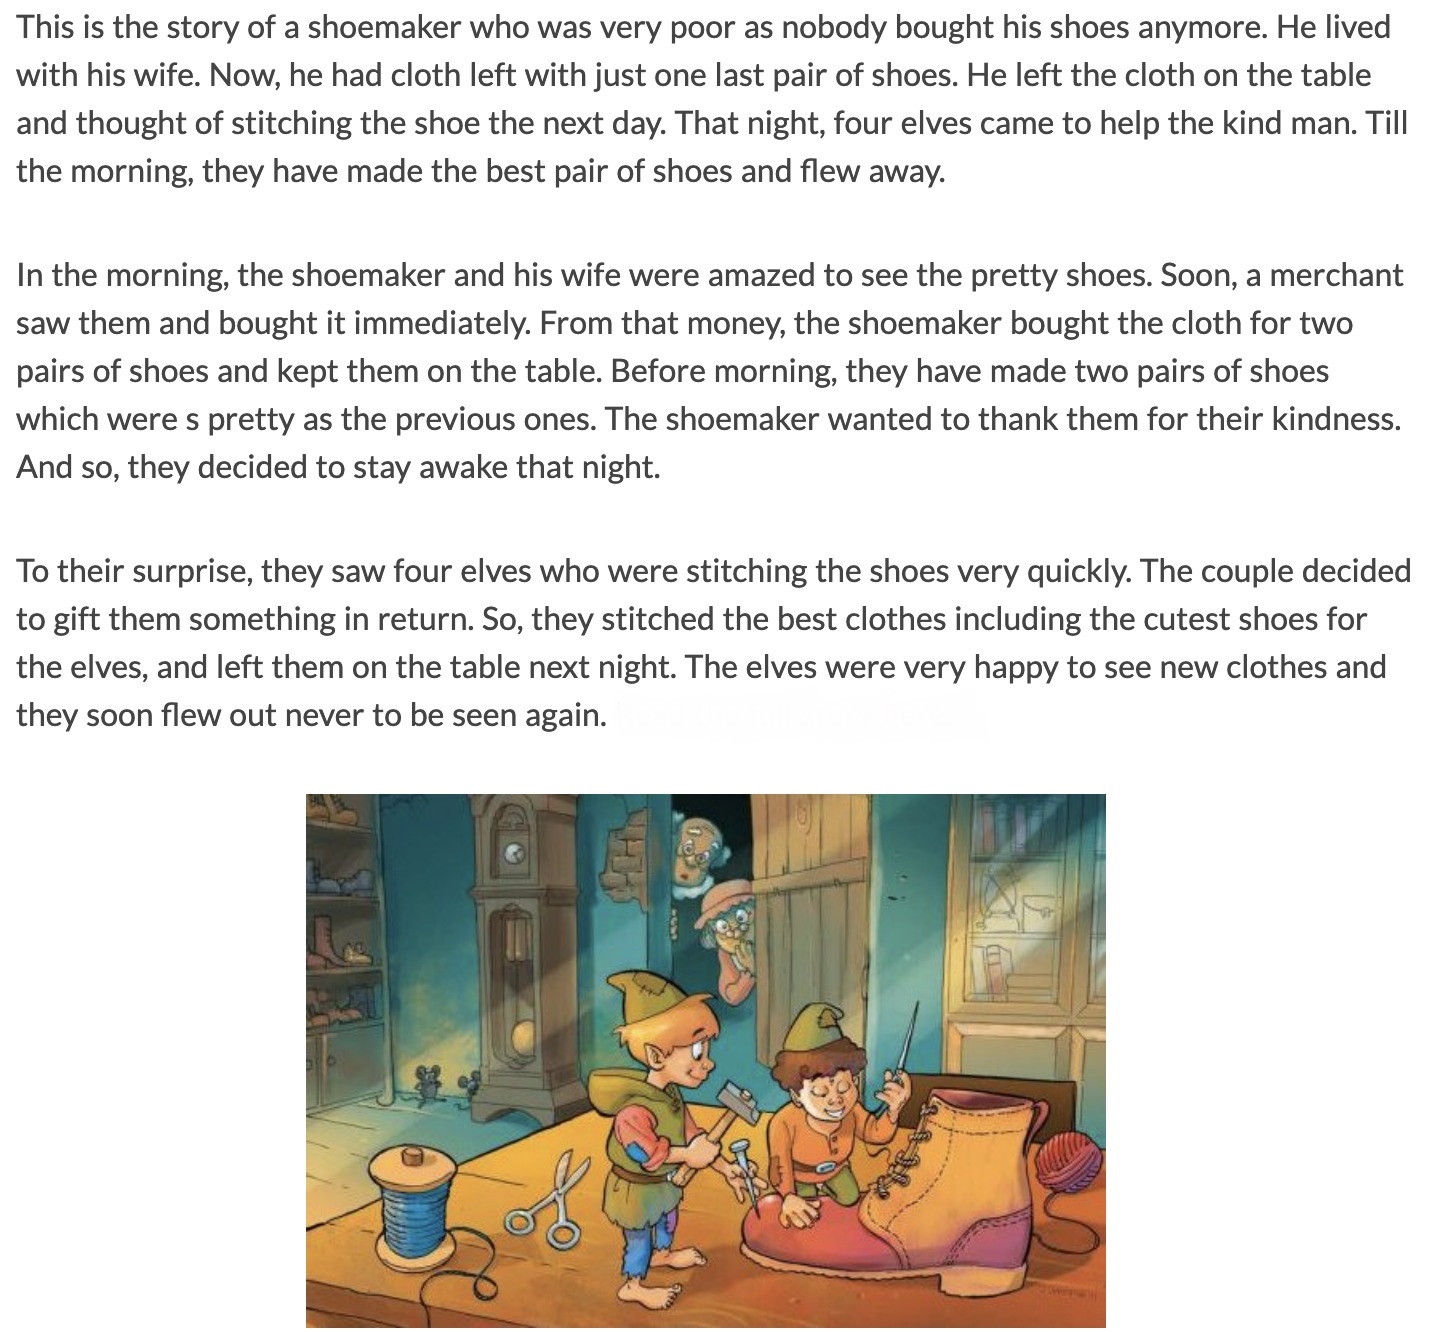 This is the story of a shoemaker who was very poor as nobody bought his shoes anymore. He lived
with his wife. Now, he had cloth left with just one last pair of shoes. He left the cloth on the table
and thought of stitching the shoe the next day. That night, four elves came to help the kind man. Till
the morning, they have made the best pair of shoes and flew away.
In the morning, the shoemaker and his wife were amazed to see the pretty shoes. Soon, a merchant
saw them and bought it immediately. From that money, the shoemaker bought the cloth for two
pairs of shoes and kept them on the table. Before morning, they have made two pairs of shoes
which were s pretty as the previous ones. The shoemaker wanted to thank them for their kindness.
And so, they decided to stay awake that night.
To their surprise, they saw four elves who were stitching the shoes very quickly. The couple decided
to gift them something in return. So, they stitched the best clothes including the cutest shoes for
the elves, and left them on the table next night. The elves were very happy to see new clothes and
they soon flew out never to be seen again.